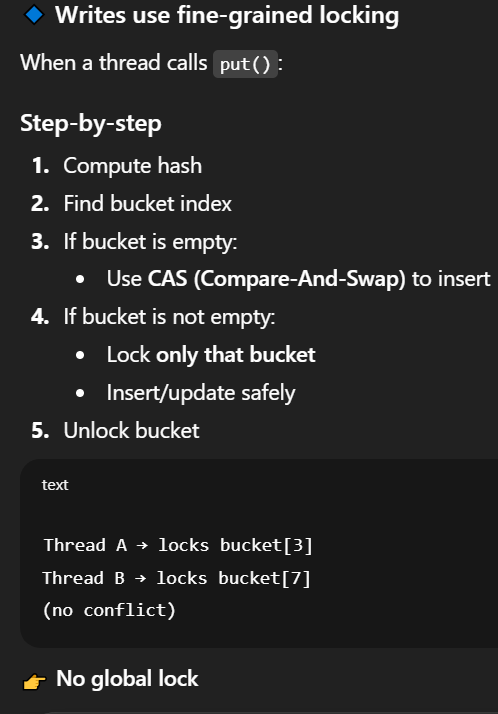 🔷 Writes use fine-grained locking
When a thread calls put():
Step-by-step
1. Compute hash
2. Find bucket index
3. If bucket is empty:
• Use CAS (Compare-And-Swap) to insert
4. If bucket is not empty:
• Lock only that bucket
• Insert/update safely
5. Unlock bucket
text
Thread A → locks bucket[3]
Thread B → locks bucket[7]
(no conflict)
👉 No global lock